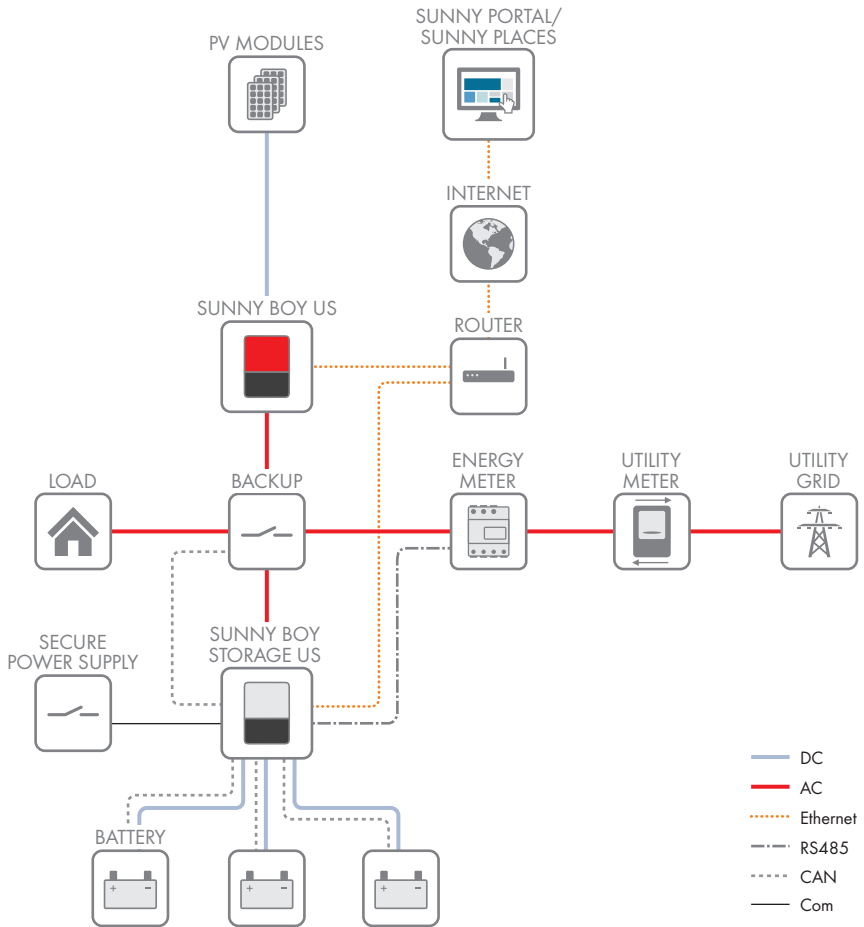 SUNNY PORTAL/
SUNNY PLACES
PV MODULES
INTERNET
SUNNY BOY US
ROUTER
LOAD
BACKUP
ENERGY
METER
UTILITY
METER
UTILITY
GRID
SECURE
POWER SUPPLY
SUNNY BOY
STORAGE US
BATTERY
DC
AC
Ethernet
RS485
CAN
Com